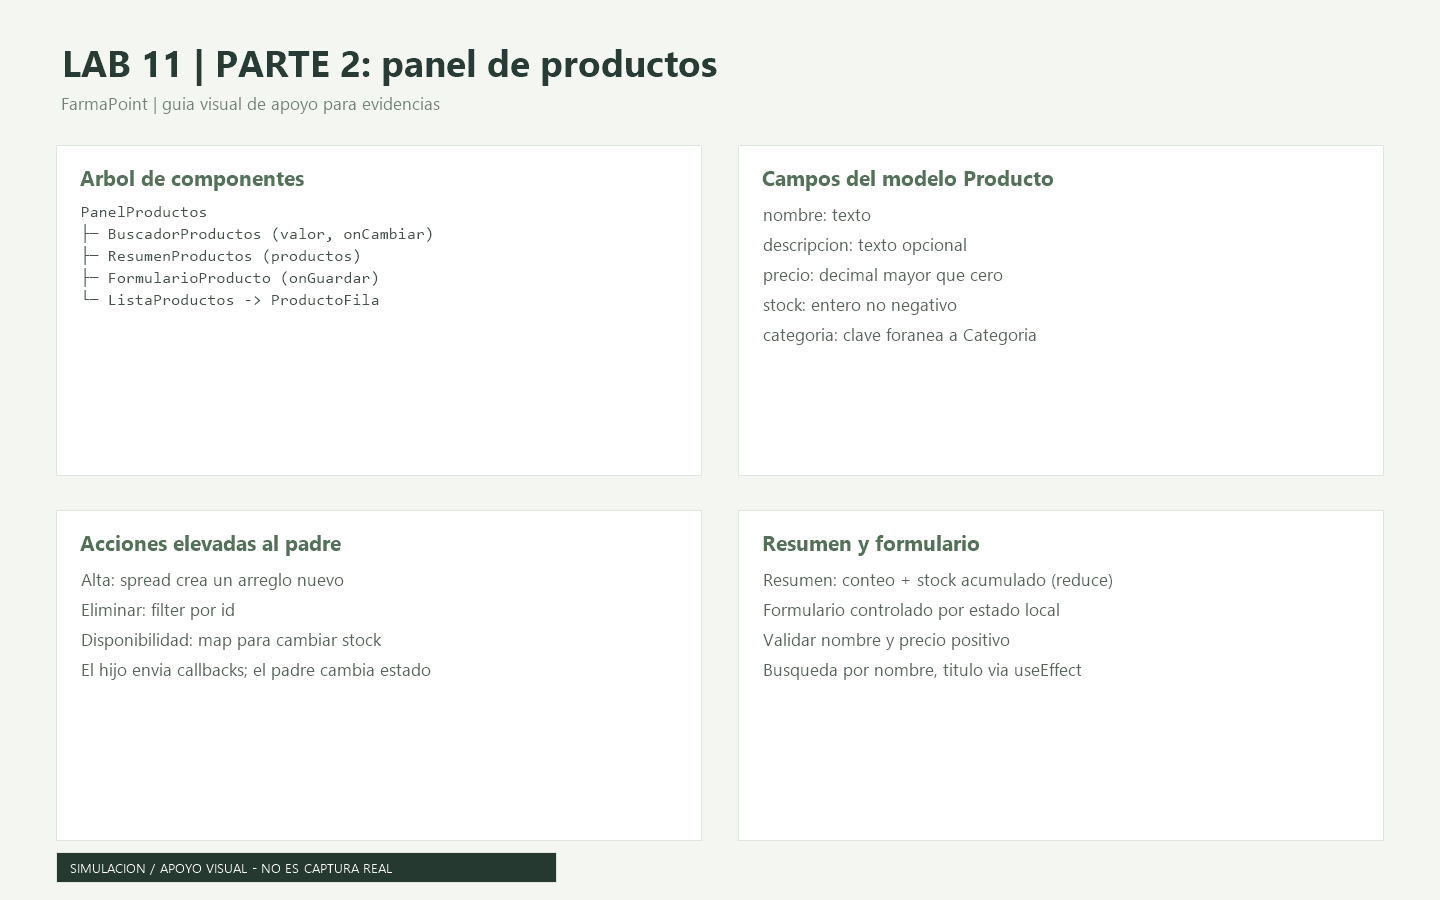 LAB 11 | PARTE 2: panel de productos
FarmaPoint | guia visual de apoyo para evidencias
Arbol de componentes
PanelProductos
├─ BuscadorProductos (valor, onCambiar)
├─ ResumenProductos (productos)
├─ FormularioProducto (onGuardar)
└─ ListaProductos -> ProductoFila
Campos del modelo Producto
nombre: texto
descripcion: texto opcional
precio: decimal mayor que cero
stock: entero no negativo
categoria: clave foranea a Categoria
Acciones elevadas al padre
Alta: spread crea un arreglo nuevo
Eliminar: filter por id
Disponibilidad: map para cambiar stock
El hijo envia callbacks; el padre cambia estado
Resumen y formulario
Resumen: conteo + stock acumulado (reduce)
Formulario controlado por estado local
Validar nombre y precio positivo
Busqueda por nombre, titulo via useEffect
SIMULACION / APOYO VISUAL - NO ES CAPTURA REAL